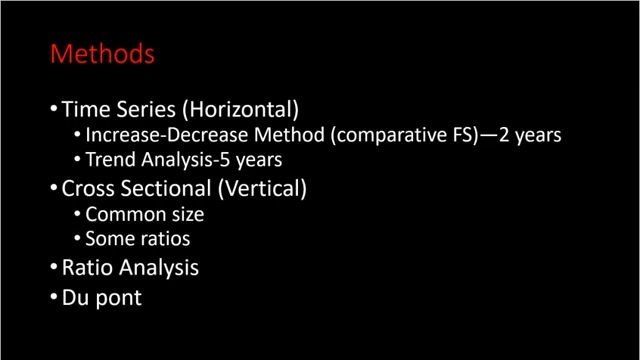 Methods
•Time Series (Horizontal)
•Increase-Decrease Method (comparative FS)—2 years
•Trend Analysis-5 years
•Cross Sectional (Vertical)
•Common size
•Some ratios
•Ratio Analysis
•Du pont